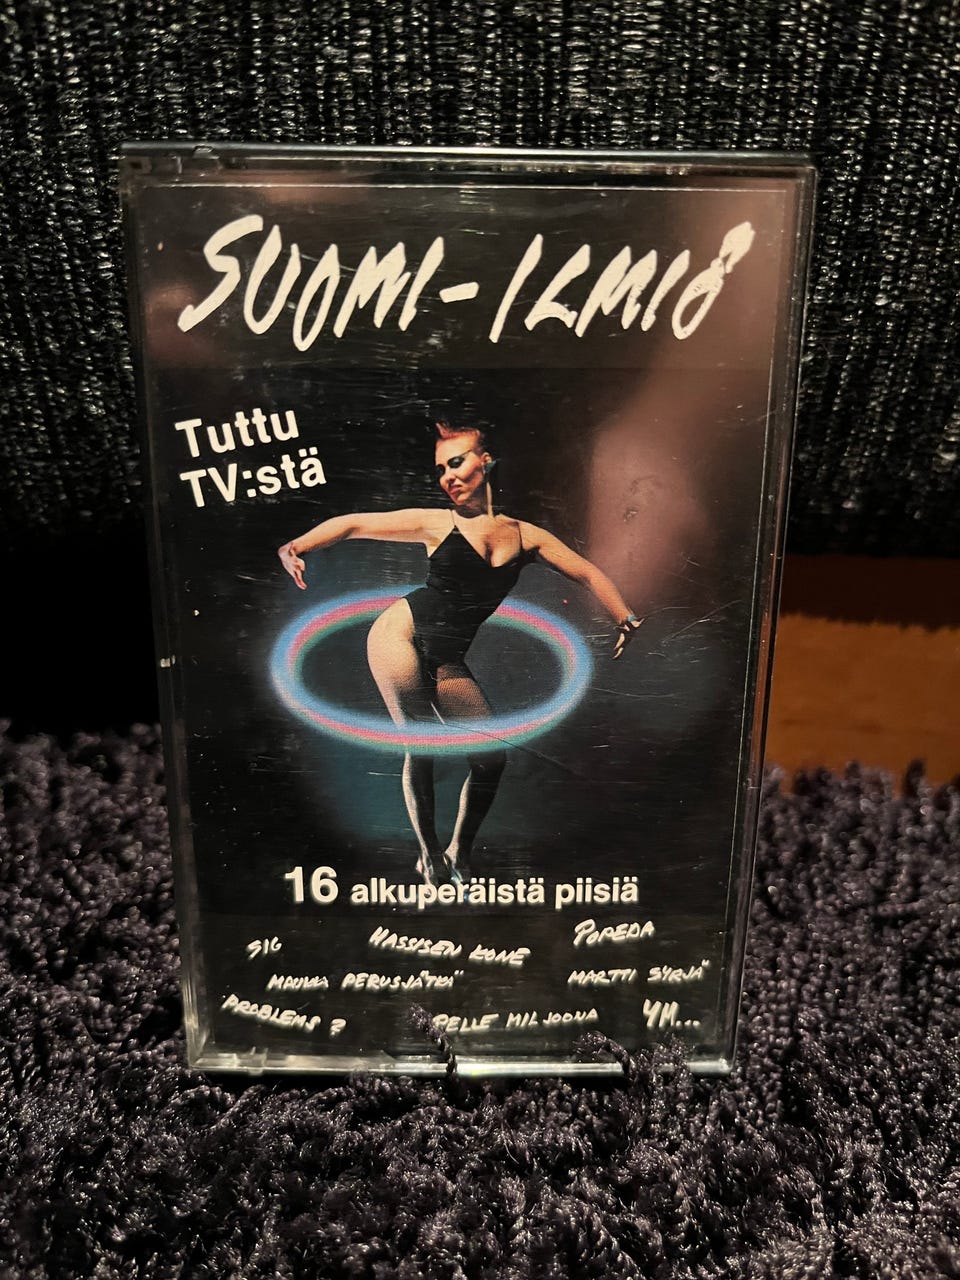 SUOMI-ILMIÖ
Tuttu
TV:stä
16 alkuperäistä piisiä
SIG HASSISEN KONE POPEDA
MAUKKA PERUSJÄTKÄ MARTTI SYRJÄ
PROBLEMS? PELLE MILJOONA YM...